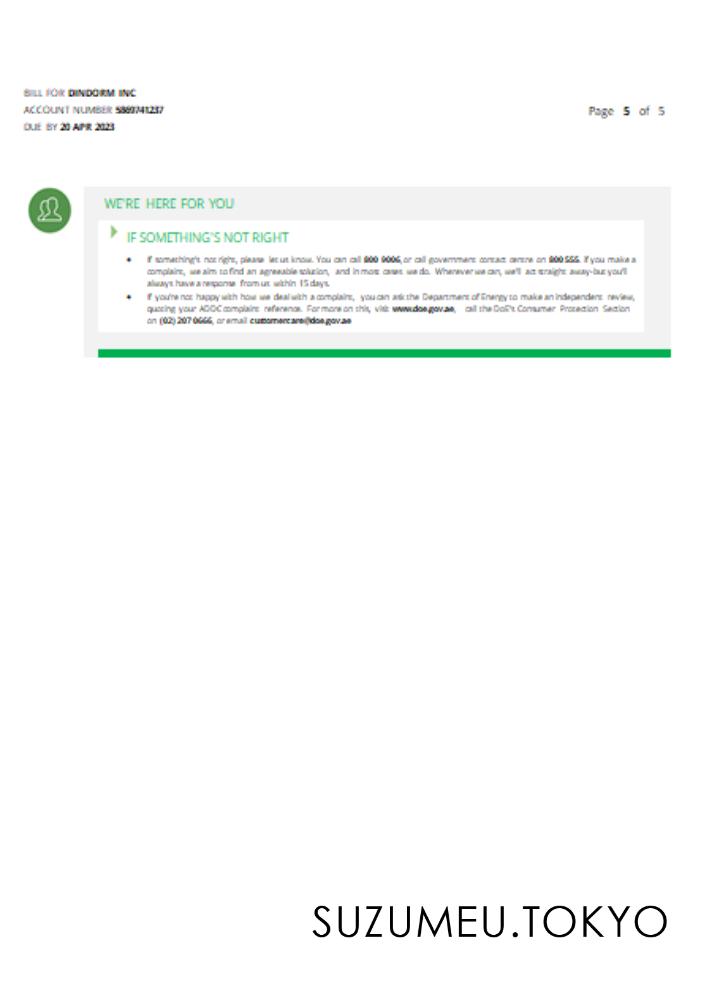 BILL FOR DINDORM INC
ACCOUNT NUMBER 5869741237
DUE BY 20 APR 2023
Page 5 of 5
WE'RE HERE FOR YOU
IF SOMETHING'S NOT RIGHT
• If something's not right, please let us know. You can call 800 9006, or call government contact centre on 800 555. If you make a
complaint, we aim to find an agreeable solution, and in most cases we do. Wherever we can, we'll act straight away-but you'll
always have a response from us within 15 days.
• If you're not happy with how we deal with a complaint, you can ask the Department of Energy to make an independent review,
quoting your ADDC complaint reference. For more on this, visit www.doe.gov.ae, call the DoE's Consumer Protection Section
on (02) 207 0666, or email customercare@doe.gov.ae
SUZUMEU.TOKYO